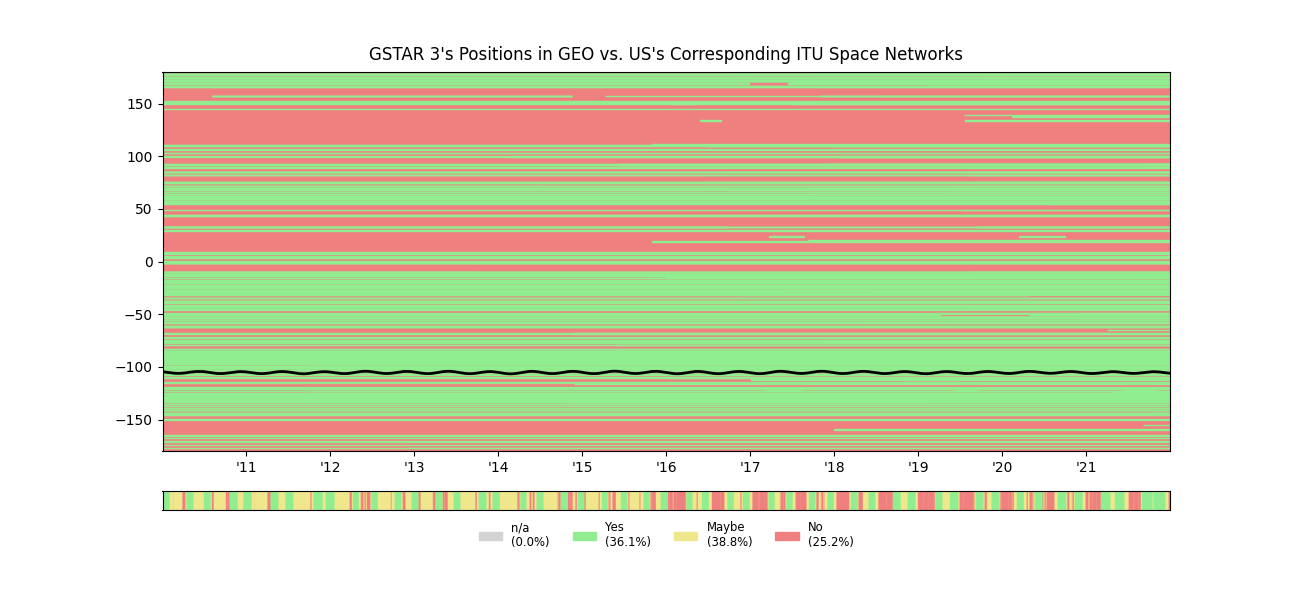 GSTAR 3's Positions in GEO vs. US's Corresponding ITU Space Networks
150
100
50
0
−50
−100
−150
'11 '12 '13 '14 '15 '16 '17 '18 '19 '20 '21
n/a Yes Maybe No
(0.0%) (36.1%) (38.8%) (25.2%)